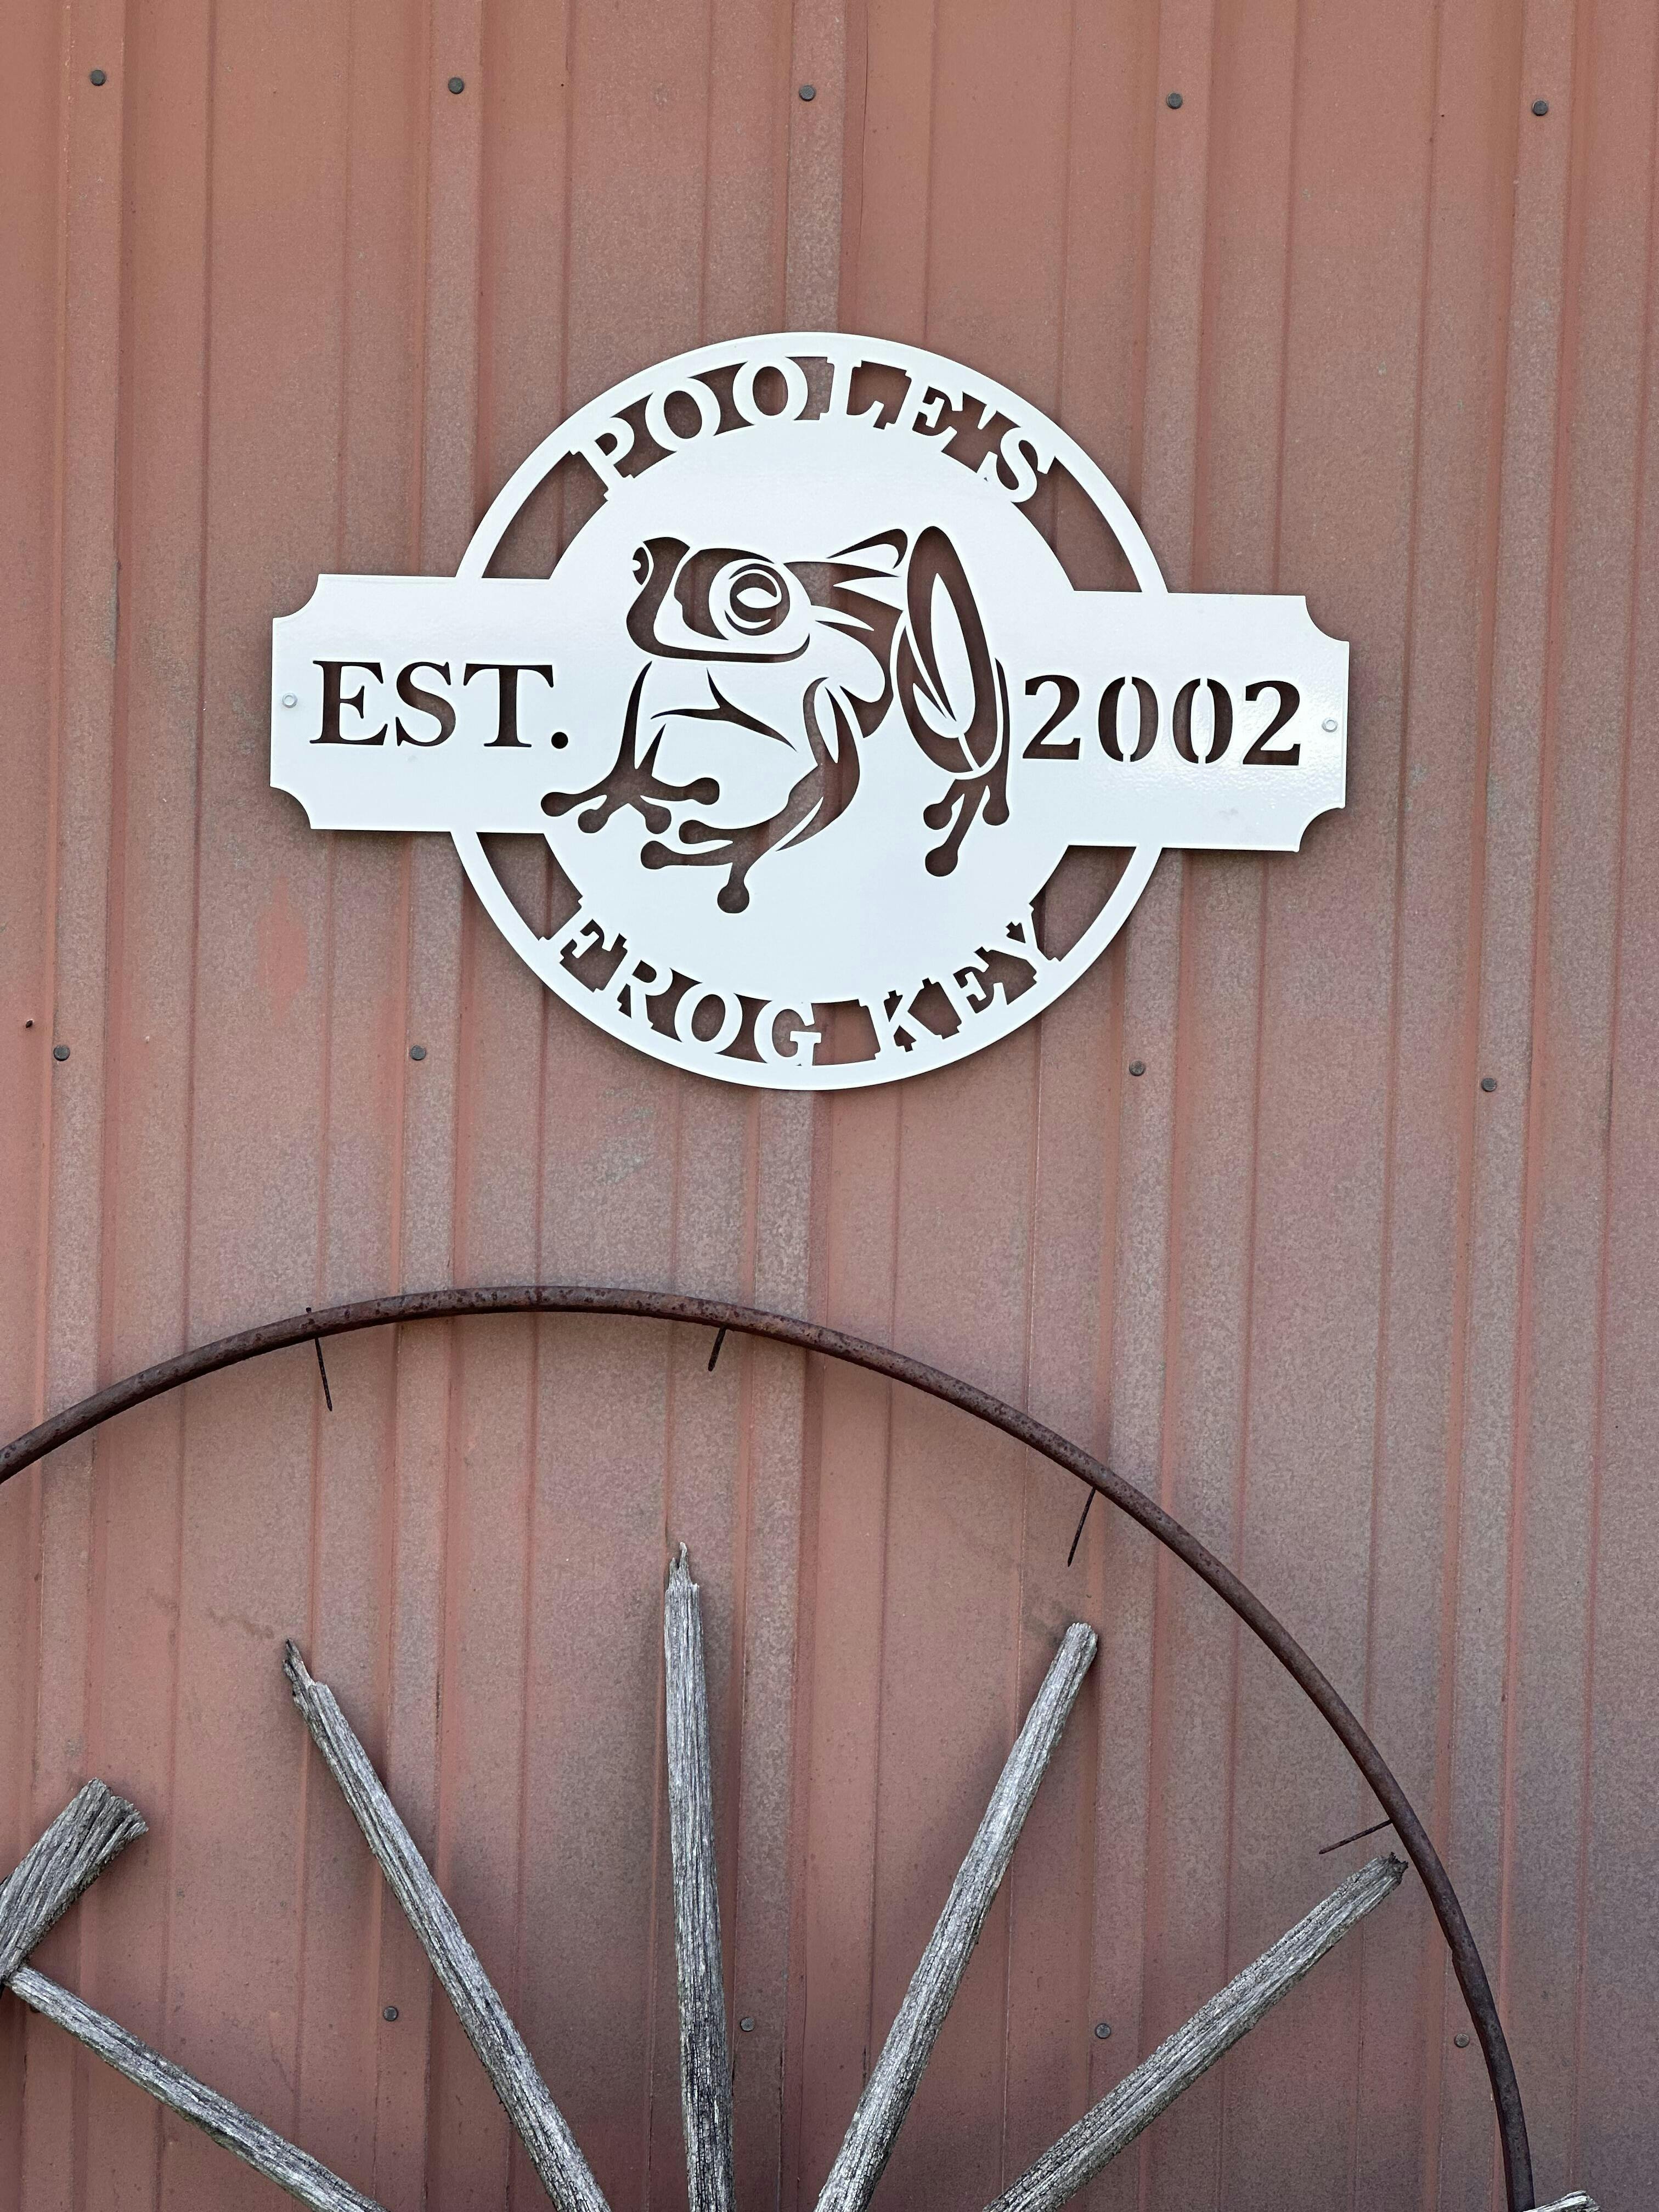 POOLE'S
EST. 2002
FROG KEY